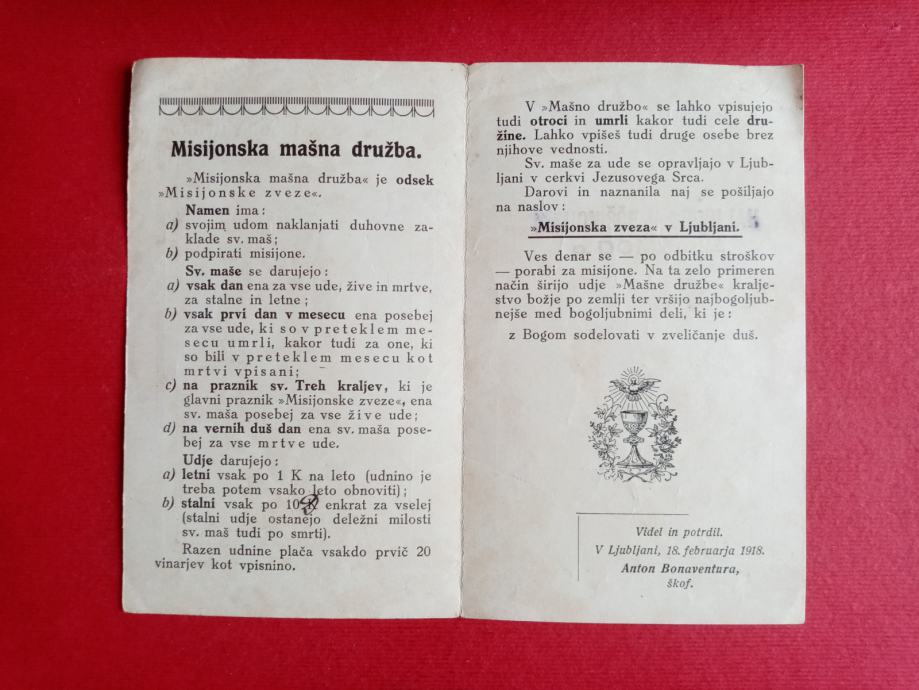 Misijonska mašna družba.
»Misijonska mašna družba« je odsek
»Misijonske zveze«.
Namen ima:
a) svojim udom naklanjati duhovne za-
klade sv. maš;
b) podpirati misijone.
Sv. maše se darujejo:
a) vsak dan ena za vse ude, žive in mrtve,
za stalne in letne;
b) vsak prvi dan v mesecu ena posebej
za vse ude, ki so v preteklem me-
secu umrli, kakor tudi za one, ki
so bili v preteklem mesecu kot
mrtvi vpisani;
c) na praznik sv. Treh kraljev, ki je
glavni praznik »Misijonske zveze«, ena
sv. maša posebej za vse žive ude;
d) na vernih duš dan ena sv. maša pose-
bej za vse mrtve ude.
Udje darujejo:
a) letni vsak po 1 K na leto (udnino je
treba potem vsako leto obnoviti);
b) stalni vsak po 10 K enkrat za vselej
(stalni udje ostanejo deležni milosti
sv. maš tudi po smrti).
Razen udnine plača vsakdo prvič 20
vinarjev kot vpisnino.
V »Mašno družbo« se lahko vpisujejo
tudi otroci in umrli kakor tudi cele dru-
žine. Lahko vpišeš tudi druge osebe brez
njihove vednosti.
Sv. maše za ude se opravljajo v Ljub-
ljani v cerkvi Jezusovega Srca.
Darovi in naznanila naj se pošiljajo
na naslov:
»Misijonska zveza« v Ljubljani.
Ves denar se — po odbitku stroškov
— porabi za misijone. Na ta zelo primeren
način širijo udje »Mašne družbe« kralje-
stvo božje po zemlji ter vršijo najbogoljub-
nejše med bogoljubnimi deli, ki je:
z Bogom sodelovati v zveličanje duš.
Videl in potrdil.
V Ljubljani, 18. februarja 1918.
Anton Bonaventura,
škof.